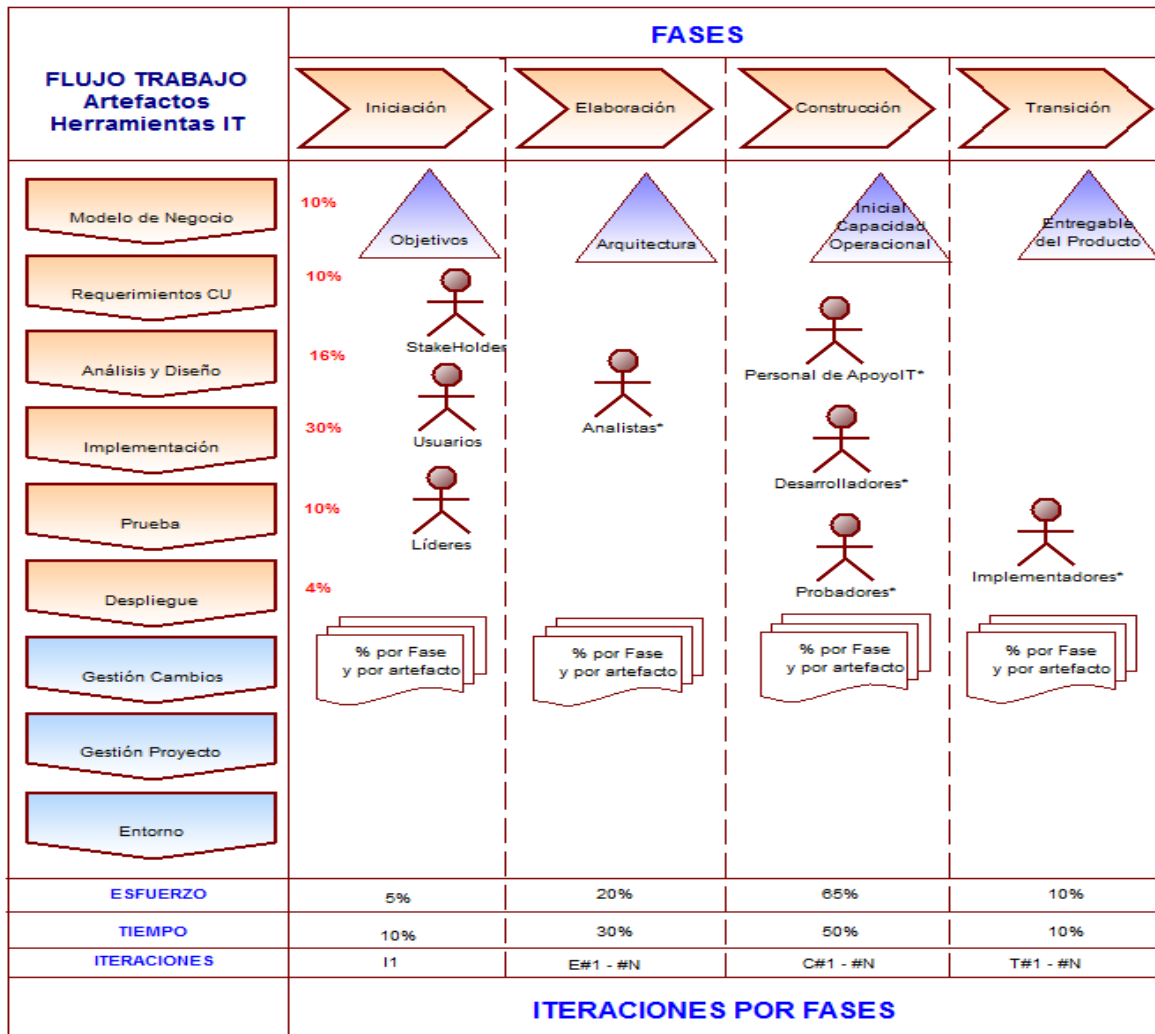 FASES
FLUJO TRABAJO
Artefactos
Herramientas IT
Iniciación
Elaboración
Construcción
Transición
Modelo de Negocio
10%
Objetivos
Arquitectura
Inicial
Capacidad
Operacional
Entregable
del Producto
Requerimientos CU
10%
StakeHolder
Análisis y Diseño
16%
Personal de ApoyoIT*
Implementación
30%
Usuarios
Analistas*
Desarrolladores*
Prueba
10%
Líderes
Probadores*
Implementadores*
Despliegue
4%
% por Fase
y por artefacto
% por Fase
y por artefacto
% por Fase
y por artefacto
% por Fase
y por artefacto
Gestión Cambios
Gestión Proyecto
Entorno
ESFUERZO
5%
20%
65%
10%
TIEMPO
10%
30%
50%
10%
ITERACIONES
I1
E#1 - #N
C#1 - #N
T#1 - #N
ITERACIONES POR FASES